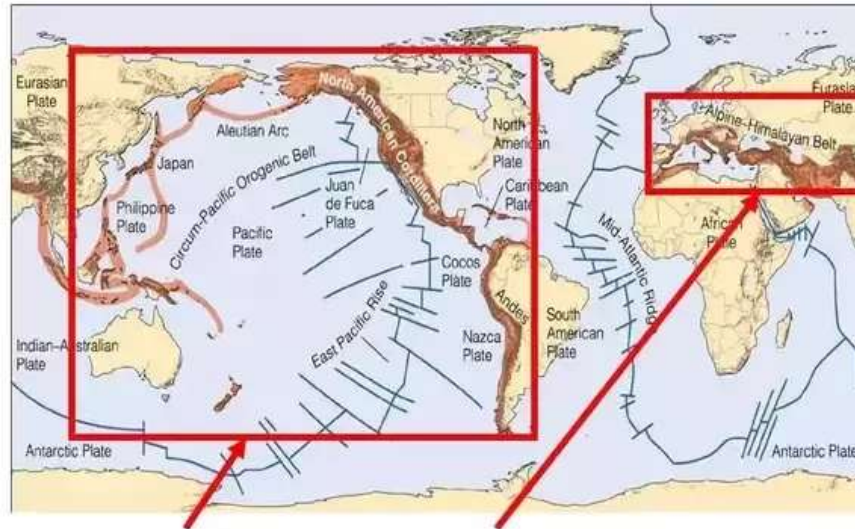 Eurasian
Plate
Aleutian Arc
Japan
Philippine
Plate
Circum-Pacific Orogenic Belt
Pacific
Plate
North American Cordillera
Juan
de Fuca
Plate
North
American
Plate
Caribbean
Plate
Cocos
Plate
East Pacific Rise
Nazca
Plate
Andes
South
American
Plate
Mid-Atlantic Ridge
Eurasian
Plate
Alpine-Himalayan Belt
African
Plate
Indian-Australian
Plate
Antarctic Plate
Antarctic Plate